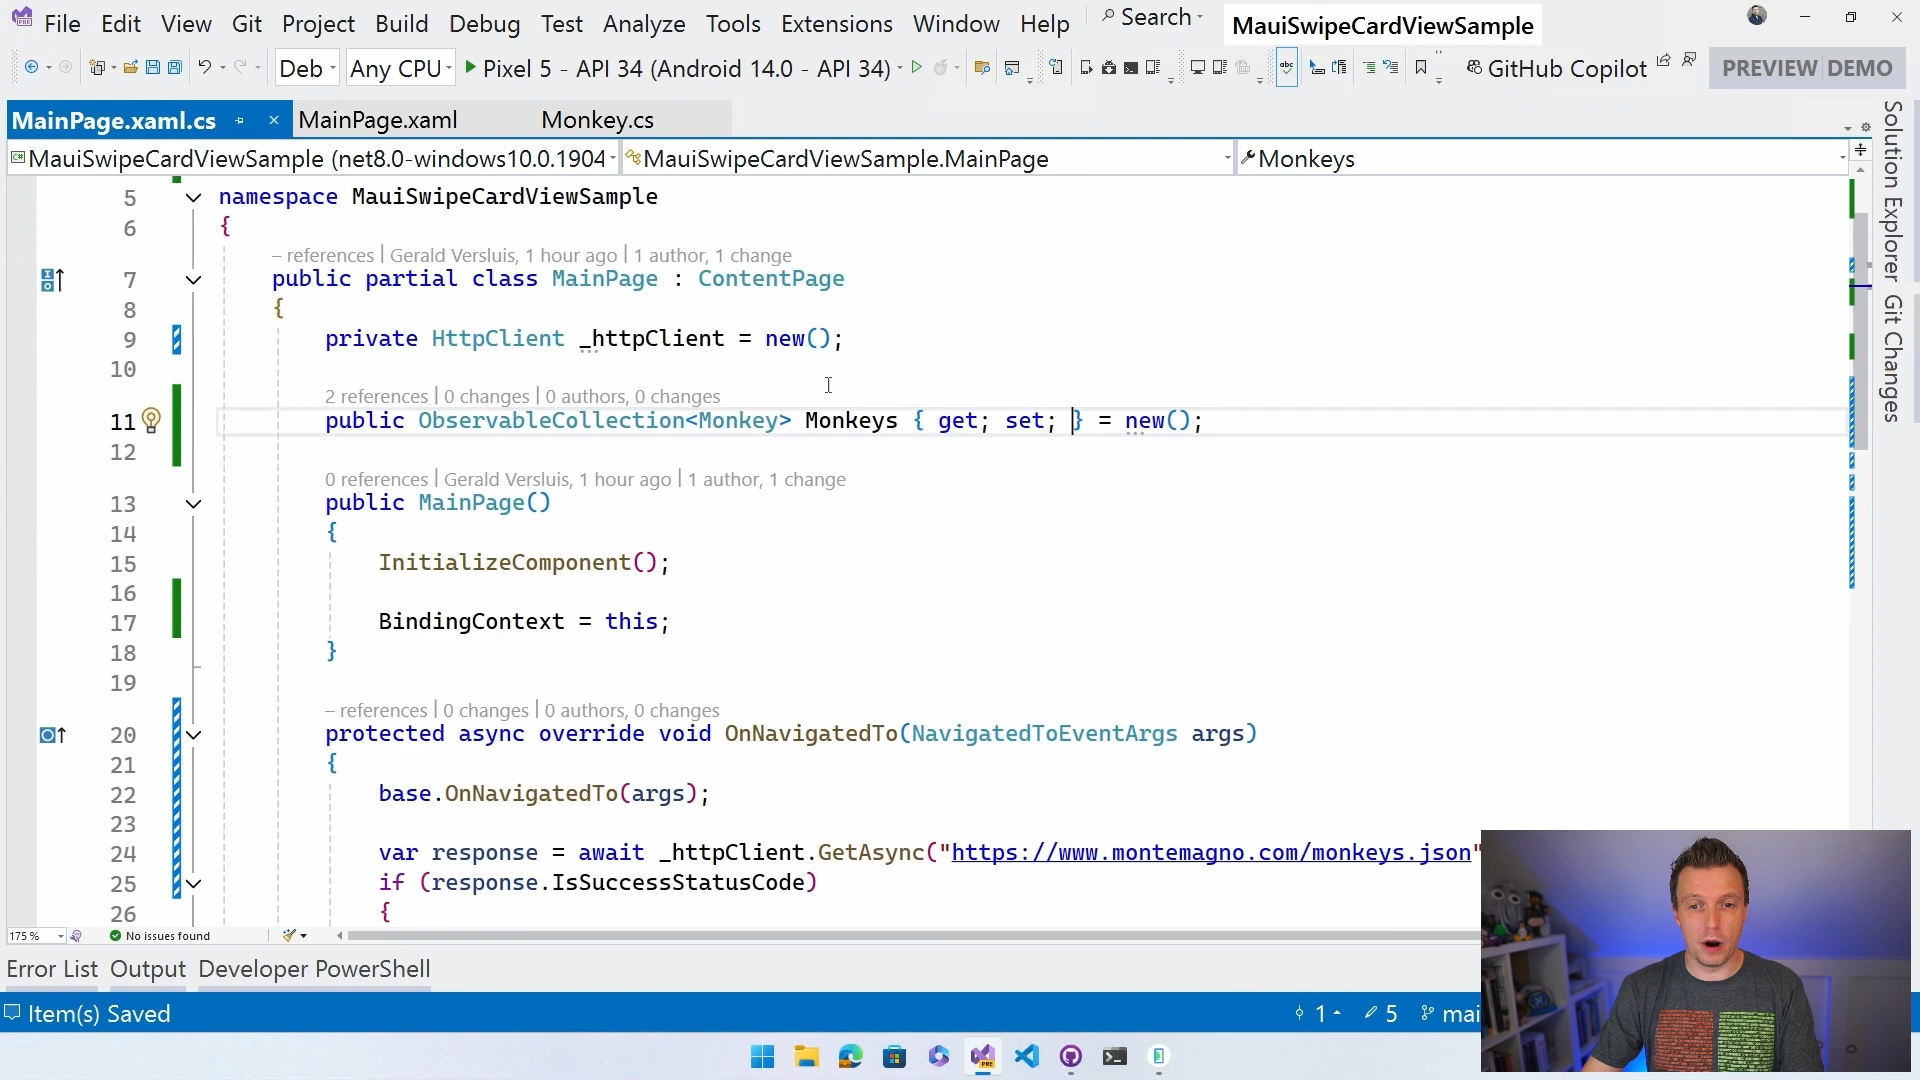 File Edit View Git Project Build Debug Test Analyze Tools Extensions Window Help Search MauiSwipeCardViewSample
Deb Any CPU Pixel 5 - API 34 (Android 14.0 - API 34) GitHub Copilot PREVIEW DEMO
MainPage.xaml.cs MainPage.xaml Monkey.cs
MauiSwipeCardViewSample (net8.0-windows10.0.1904 MauiSwipeCardViewSample.MainPage Monkeys
5 namespace MauiSwipeCardViewSample
6 {
– references | Gerald Versluis, 1 hour ago | 1 author, 1 change
7 public partial class MainPage : ContentPage
8 {
9 private HttpClient _httpClient = new();
10
2 references | 0 changes | 0 authors, 0 changes
11 public ObservableCollection<Monkey> Monkeys { get; set; } = new();
12
0 references | Gerald Versluis, 1 hour ago | 1 author, 1 change
13 public MainPage()
14 {
15 InitializeComponent();
16
17 BindingContext = this;
18 }
19
– references | 0 changes | 0 authors, 0 changes
20 protected async override void OnNavigatedTo(NavigatedToEventArgs args)
21 {
22 base.OnNavigatedTo(args);
23
24 var response = await _httpClient.GetAsync("https://www.montemagno.com/monkeys.json"
25 if (response.IsSuccessStatusCode)
26 {
175 % No issues found
Error List Output Developer PowerShell
Item(s) Saved 1 5 mai
Solution Explorer
Git Changes